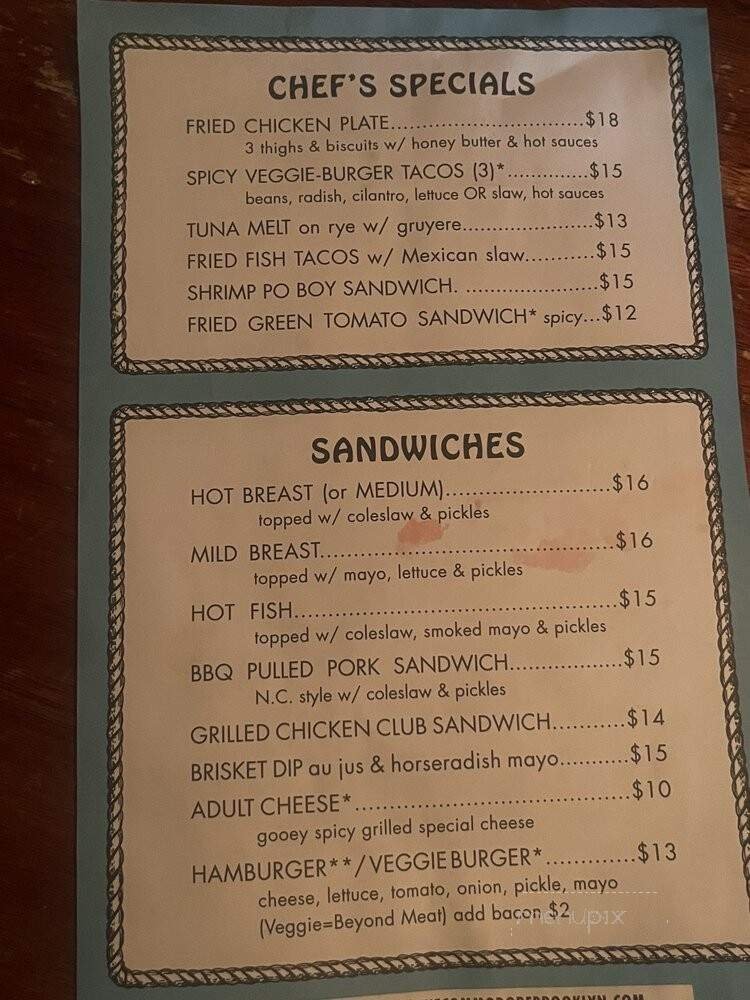 CHEF'S SPECIALS
FRIED CHICKEN PLATE...............................$18
3 thighs & biscuits w/ honey butter & hot sauces
SPICY VEGGIE-BURGER TACOS (3)*.............$15
beans, radish, cilantro, lettuce OR slaw, hot sauces
TUNA MELT on rye w/ gruyere.....................$13
FRIED FISH TACOS w/ Mexican slaw...........$15
SHRIMP PO BOY SANDWICH. .....................$15
FRIED GREEN TOMATO SANDWICH* spicy...$12
SANDWICHES
HOT BREAST (or MEDIUM)..........................$16
topped w/ coleslaw & pickles
MILD BREAST..............................................$16
topped w/ mayo, lettuce & pickles
HOT FISH...................................................$15
topped w/ coleslaw, smoked mayo & pickles
BBQ PULLED PORK SANDWICH..................$15
N.C. style w/ coleslaw & pickles
GRILLED CHICKEN CLUB SANDWICH...........$14
BRISKET DIP au jus & horseradish mayo..........$15
ADULT CHEESE*.......................................$10
gooey spicy grilled special cheese
HAMBURGER**/VEGGIE BURGER*.............$13
cheese, lettuce, tomato, onion, pickle, mayo
(Veggie=Beyond Meat) add bacon $2
menupix